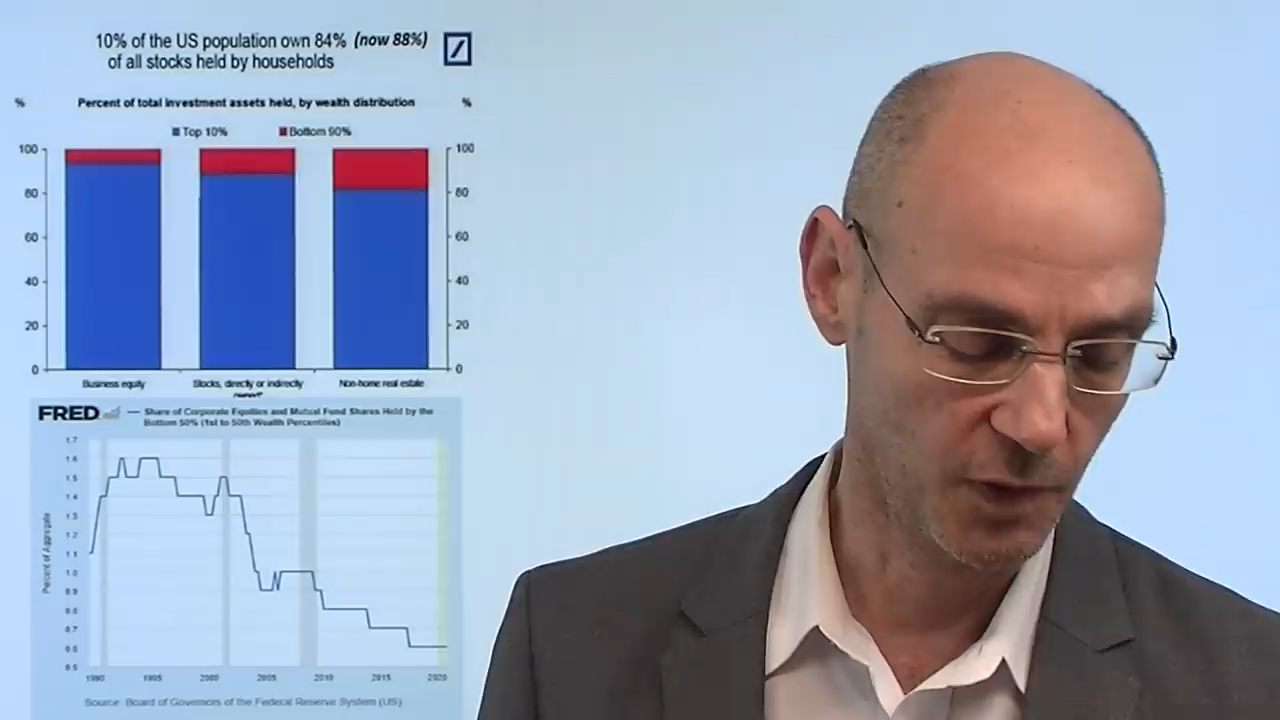 10% of the US population own 84% (now 88%)
of all stocks held by households
% Percent of total investment assets held, by wealth distribution %
Top 10% Bottom 90%
100 100
80 80
60 60
40 40
20 20
0 0
Business equity Stocks, directly or indirectly Non-home real estate
FRED — Share of Corporate Equities and Mutual Fund Shares Held by the
Bottom 50% (1st to 50th Wealth Percentiles)
1.7
1.6
1.5
1.4
1.3
1.2
1.1
1.0
0.9
0.8
0.7
0.6
0.5
Percent of Aggregate
1990 1995 2000 2005 2010 2015 2020
Source: Board of Governors of the Federal Reserve System (US)